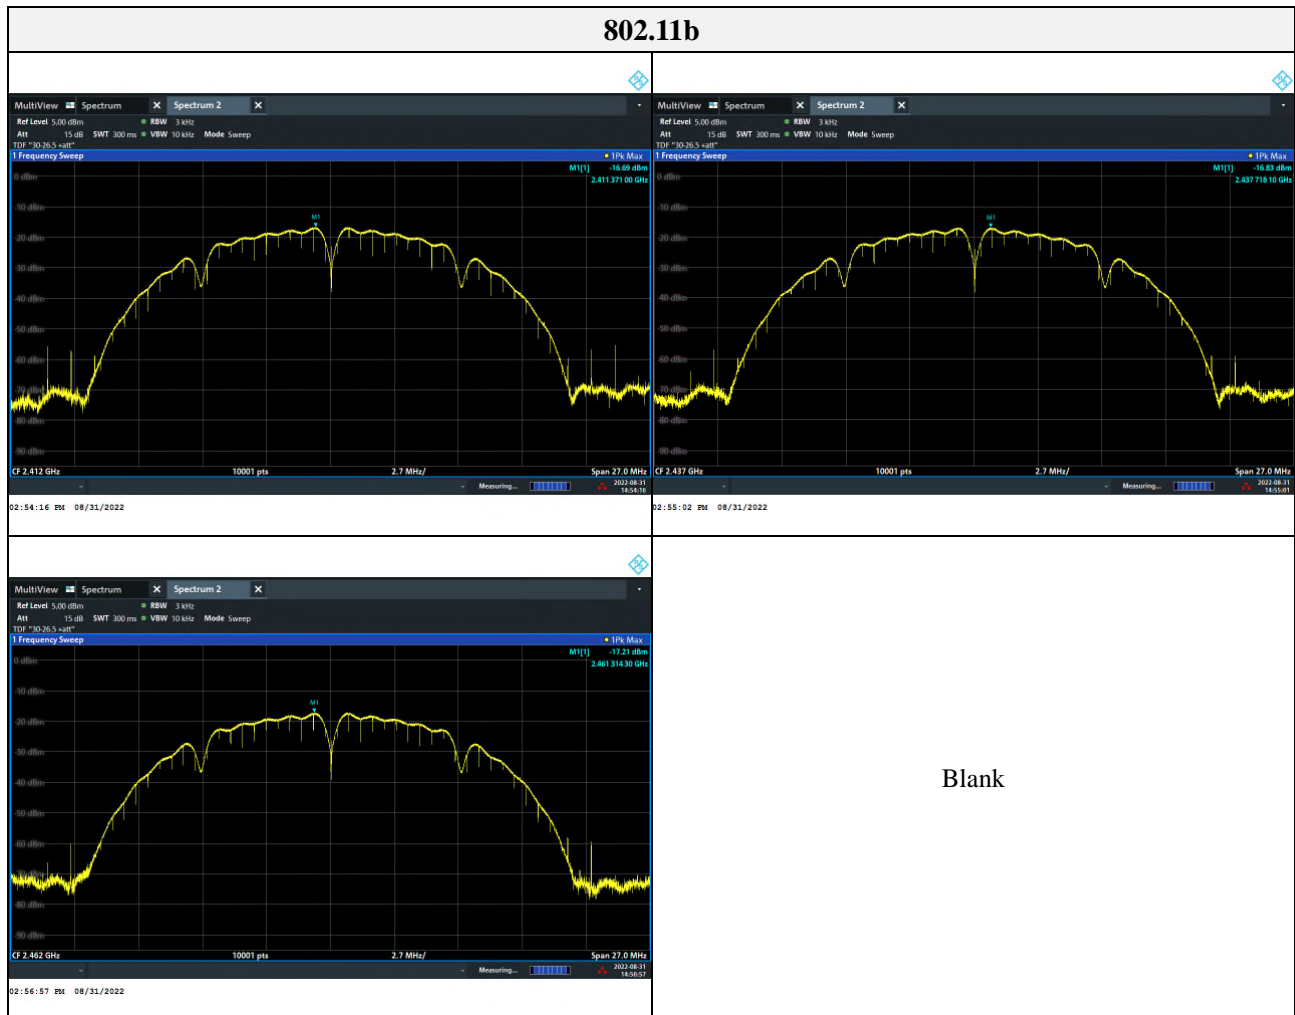 802.11b
MultiView Spectrum X Spectrum 2 X
Ref Level 5.00 dBm RBW 3 kHz
Att 15 dB SWT 300 ms VBW 10 kHz Mode Sweep
TDF "30-26.5 +att"
1 Frequency Sweep 1Pk Max
M1[1] -16.69 dBm
2.411 371 00 GHz
0 dBm
-10 dBm
M1
-20 dBm
-30 dBm
-40 dBm
-50 dBm
-60 dBm
-70 dBm
-80 dBm
-90 dBm
CF 2.412 GHz 10001 pts 2.7 MHz/ Span 27.0 MHz
Measuring... 2022-08-31
14:54:16
02:54:16 PM 08/31/2022
MultiView Spectrum X Spectrum 2 X
Ref Level 5.00 dBm RBW 3 kHz
Att 15 dB SWT 300 ms VBW 10 kHz Mode Sweep
TDF "30-26.5 +att"
1 Frequency Sweep 1Pk Max
M1[1] -16.83 dBm
2.437 718 10 GHz
0 dBm
-10 dBm
M1
-20 dBm
-30 dBm
-40 dBm
-50 dBm
-60 dBm
-70 dBm
-80 dBm
-90 dBm
CF 2.437 GHz 10001 pts 2.7 MHz/ Span 27.0 MHz
Measuring... 2022-08-31
14:55:01
02:55:02 PM 08/31/2022
MultiView Spectrum X Spectrum 2 X
Ref Level 5.00 dBm RBW 3 kHz
Att 15 dB SWT 300 ms VBW 10 kHz Mode Sweep
TDF "30-26.5 +att"
1 Frequency Sweep 1Pk Max
M1[1] -17.21 dBm
2.461 314 30 GHz
0 dBm
-10 dBm
M1
-20 dBm
-30 dBm
-40 dBm
-50 dBm
-60 dBm
-80 dBm
-90 dBm
CF 2.462 GHz 10001 pts 2.7 MHz/ Span 27.0 MHz
Measuring... 2022-08-31
02:56:57 PM 08/31/2022
Blank